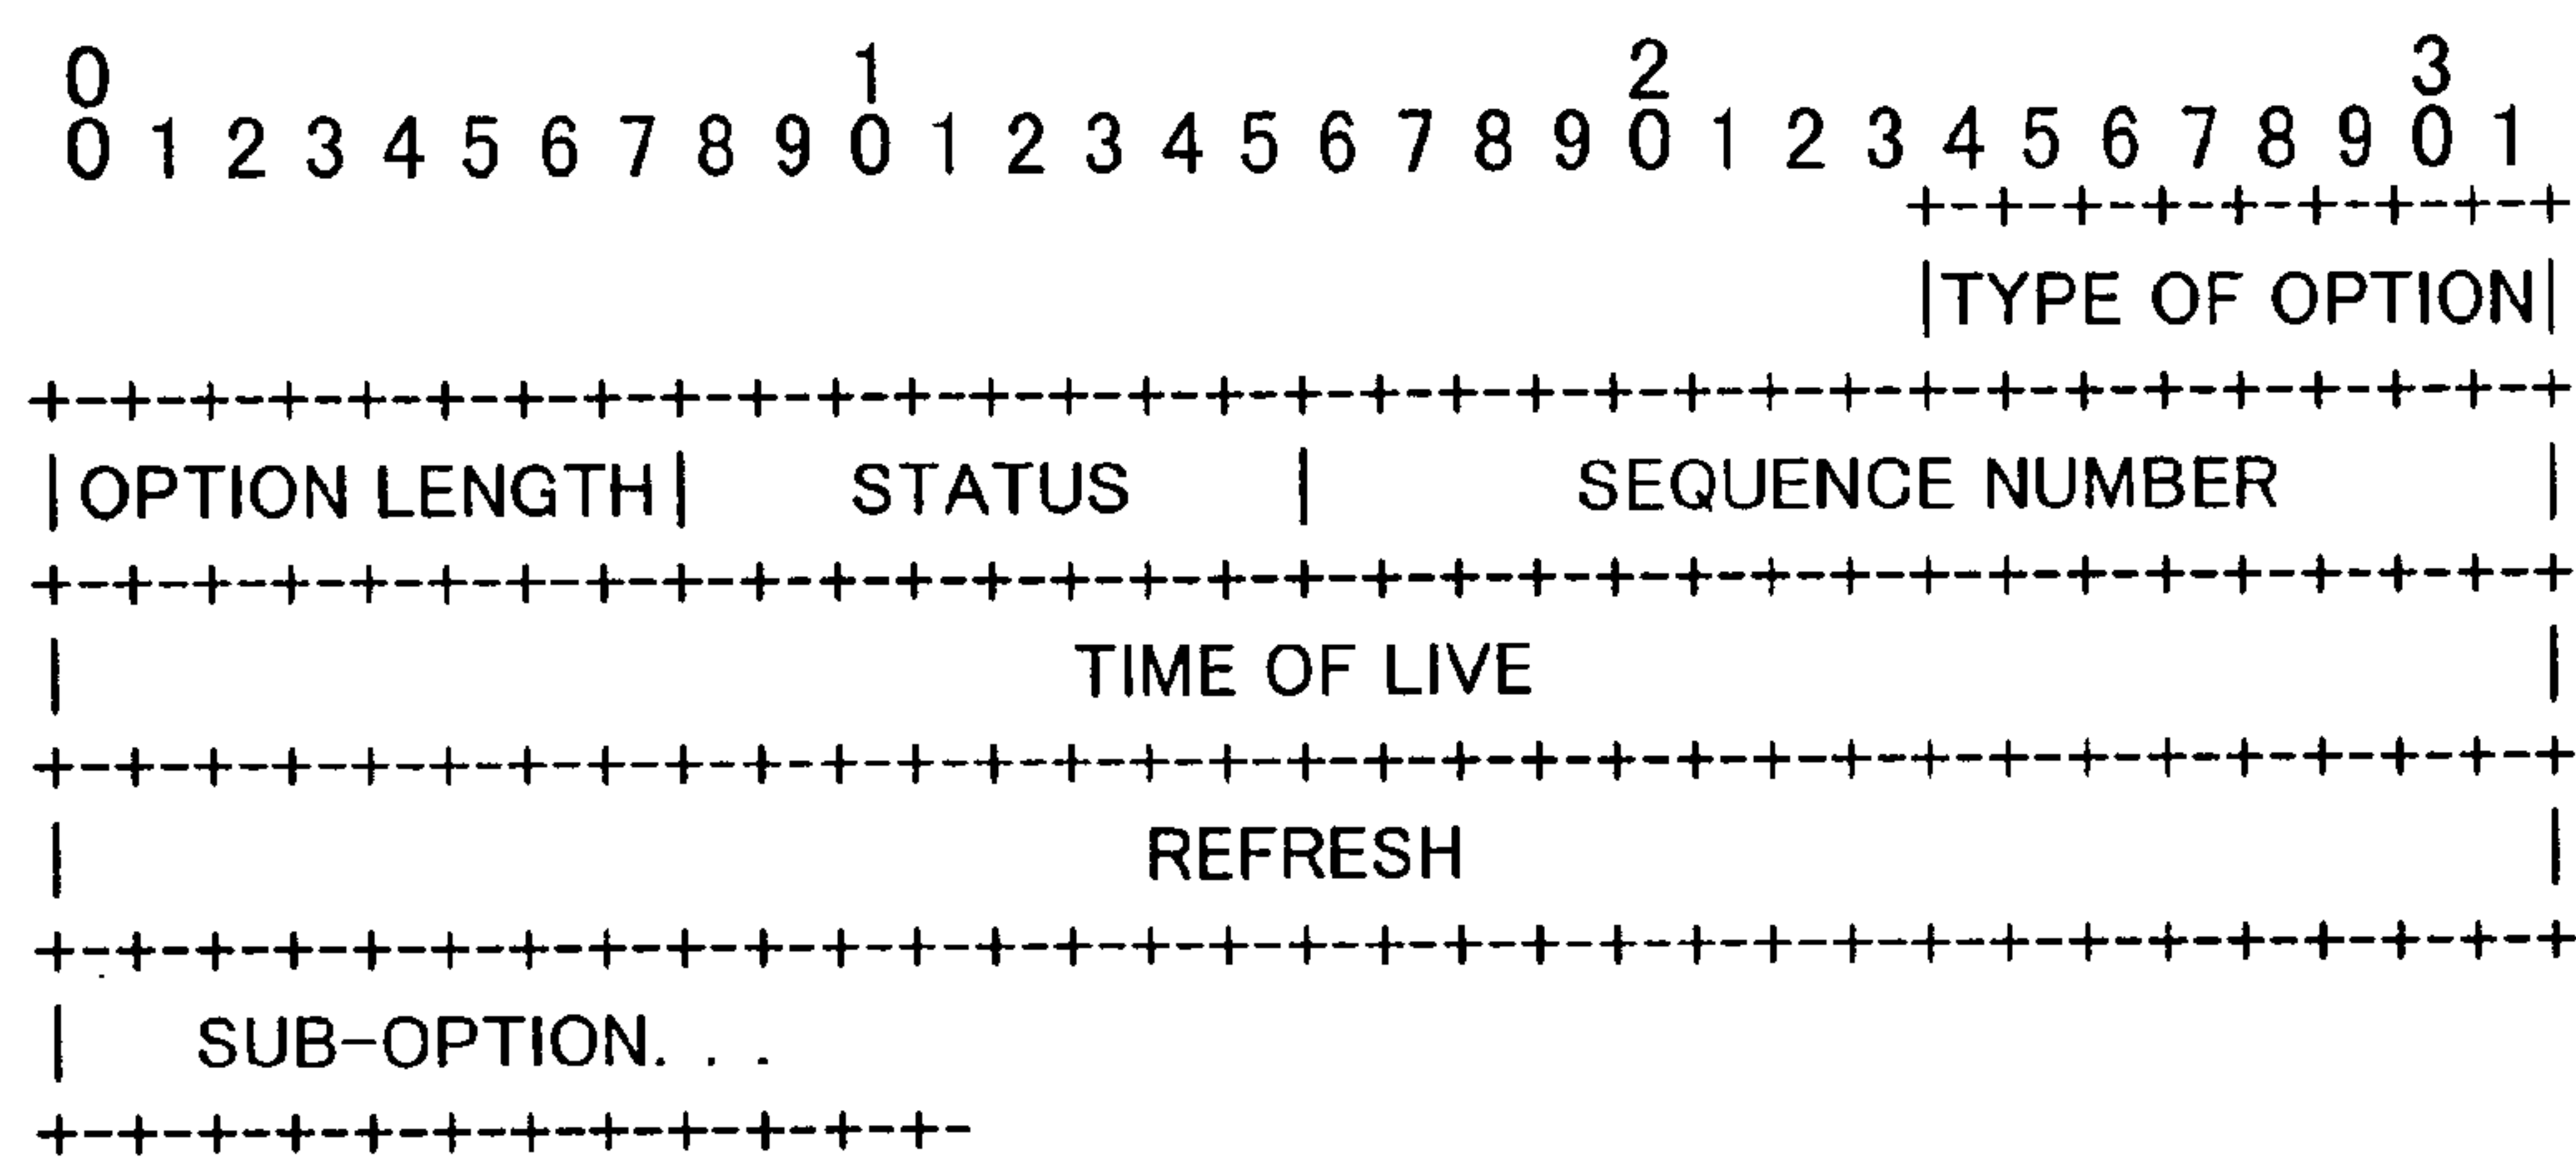 0 1 2 3
0 1 2 3 4 5 6 7 8 9 0 1 2 3 4 5 6 7 8 9 0 1 2 3 4 5 6 7 8 9 0 1
+-+-+-+-+-+-+-+-+
|TYPE OF OPTION|
+-+-+-+-+-+-+-+-+-+-+-+-+-+-+-+-+-+-+-+-+-+-+-+-+-+-+-+-+-+-+-+-+
|OPTION LENGTH| STATUS | SEQUENCE NUMBER |
+-+-+-+-+-+-+-+-+-+-+-+-+-+-+-+-+-+-+-+-+-+-+-+-+-+-+-+-+-+-+-+-+
| TIME OF LIVE |
+-+-+-+-+-+-+-+-+-+-+-+-+-+-+-+-+-+-+-+-+-+-+-+-+-+-+-+-+-+-+-+-+
| REFRESH |
+-+-+-+-+-+-+-+-+-+-+-+-+-+-+-+-+-+-+-+-+-+-+-+-+-+-+-+-+-+-+-+-+
| SUB-OPTION. . .
+-+-+-+-+-+-+-+-+-+-+-+-